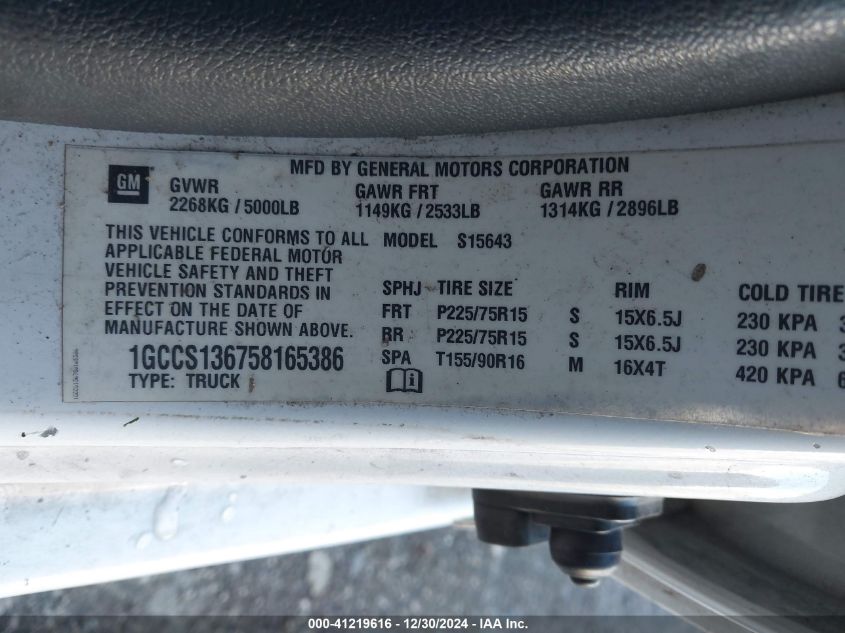 MFD BY GENERAL MOTORS CORPORATION
GM
GVWR GAWR FRT GAWR RR
2268KG / 5000LB 1149KG / 2533LB 1314KG / 2896LB
THIS VEHICLE CONFORMS TO ALL
APPLICABLE FEDERAL MOTOR
VEHICLE SAFETY AND THEFT
PREVENTION STANDARDS IN
EFFECT ON THE DATE OF
MANUFACTURE SHOWN ABOVE.
1GCCS136758165386
TYPE: TRUCK
MODEL S15643
SPHJ TIRE SIZE RIM COLD TIRE
FRT P225/75R15 S 15X6.5J 230 KPA
RR P225/75R15 S 15X6.5J 230 KPA
SPA T155/90R16 M 16X4T 420 KPA
000-41219616 - 12/30/2024 - IAA Inc.